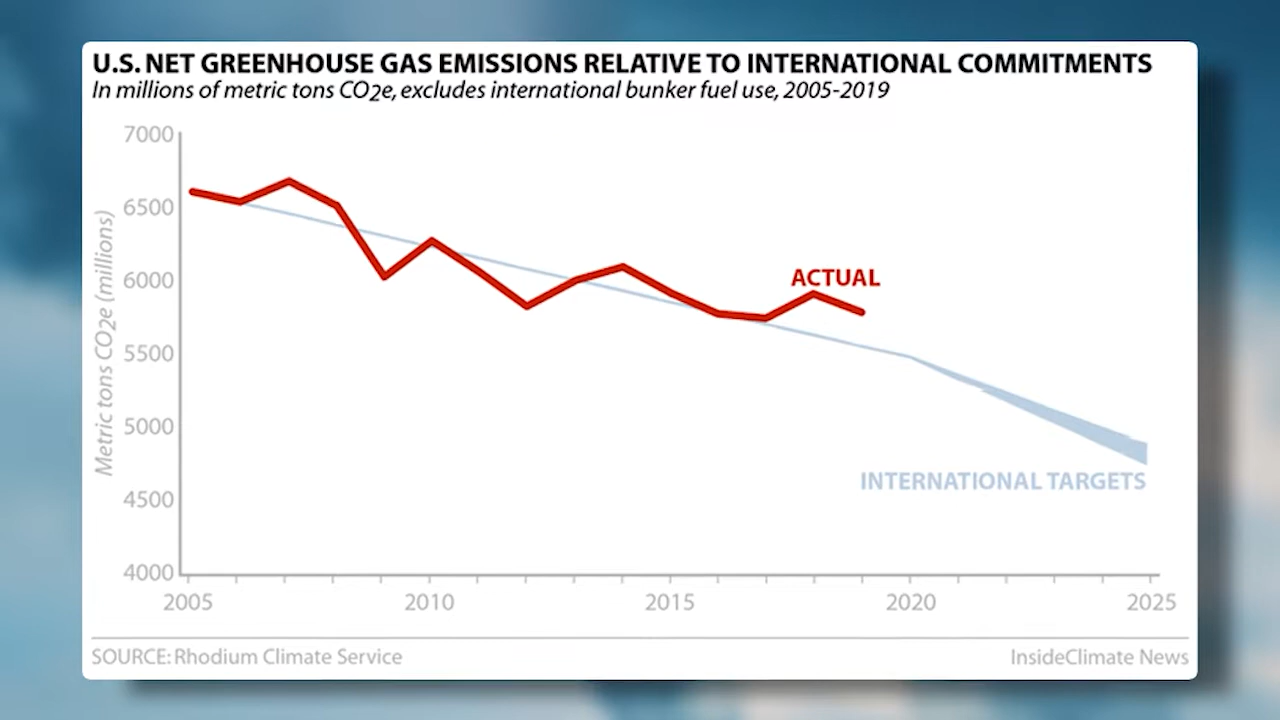 U.S. NET GREENHOUSE GAS EMISSIONS RELATIVE TO INTERNATIONAL COMMITMENTS
In millions of metric tons CO2e, excludes international bunker fuel use, 2005-2019
7000
6500
6000
5500
5000
4500
4000
Metric tons CO2e (millions)
ACTUAL
INTERNATIONAL TARGETS
2005 2010 2015 2020 2025
SOURCE: Rhodium Climate Service
InsideClimate News